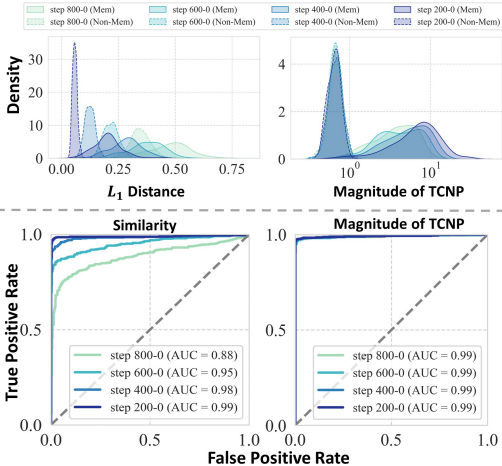 step 800-0 (Mem) step 600-0 (Mem) step 400-0 (Mem) step 200-0 (Mem)
step 800-0 (Non-Mem) step 600-0 (Non-Mem) step 400-0 (Non-Mem) step 200-0 (Non-Mem)
Density
30
20
10
0
0.00 0.25 0.50 0.75
L₁ Distance
4
2
0
10⁰ 10¹
Magnitude of TCNP
Similarity
True Positive Rate
1.0
0.5
0.0
step 800-0 (AUC = 0.88)
step 600-0 (AUC = 0.95)
step 400-0 (AUC = 0.98)
step 200-0 (AUC = 0.99)
0.0 0.5 1.0
Magnitude of TCNP
1.0
0.5
0.0
step 800-0 (AUC = 0.99)
step 600-0 (AUC = 0.99)
step 400-0 (AUC = 0.99)
step 200-0 (AUC = 0.99)
0.0 0.5 1.0
False Positive Rate